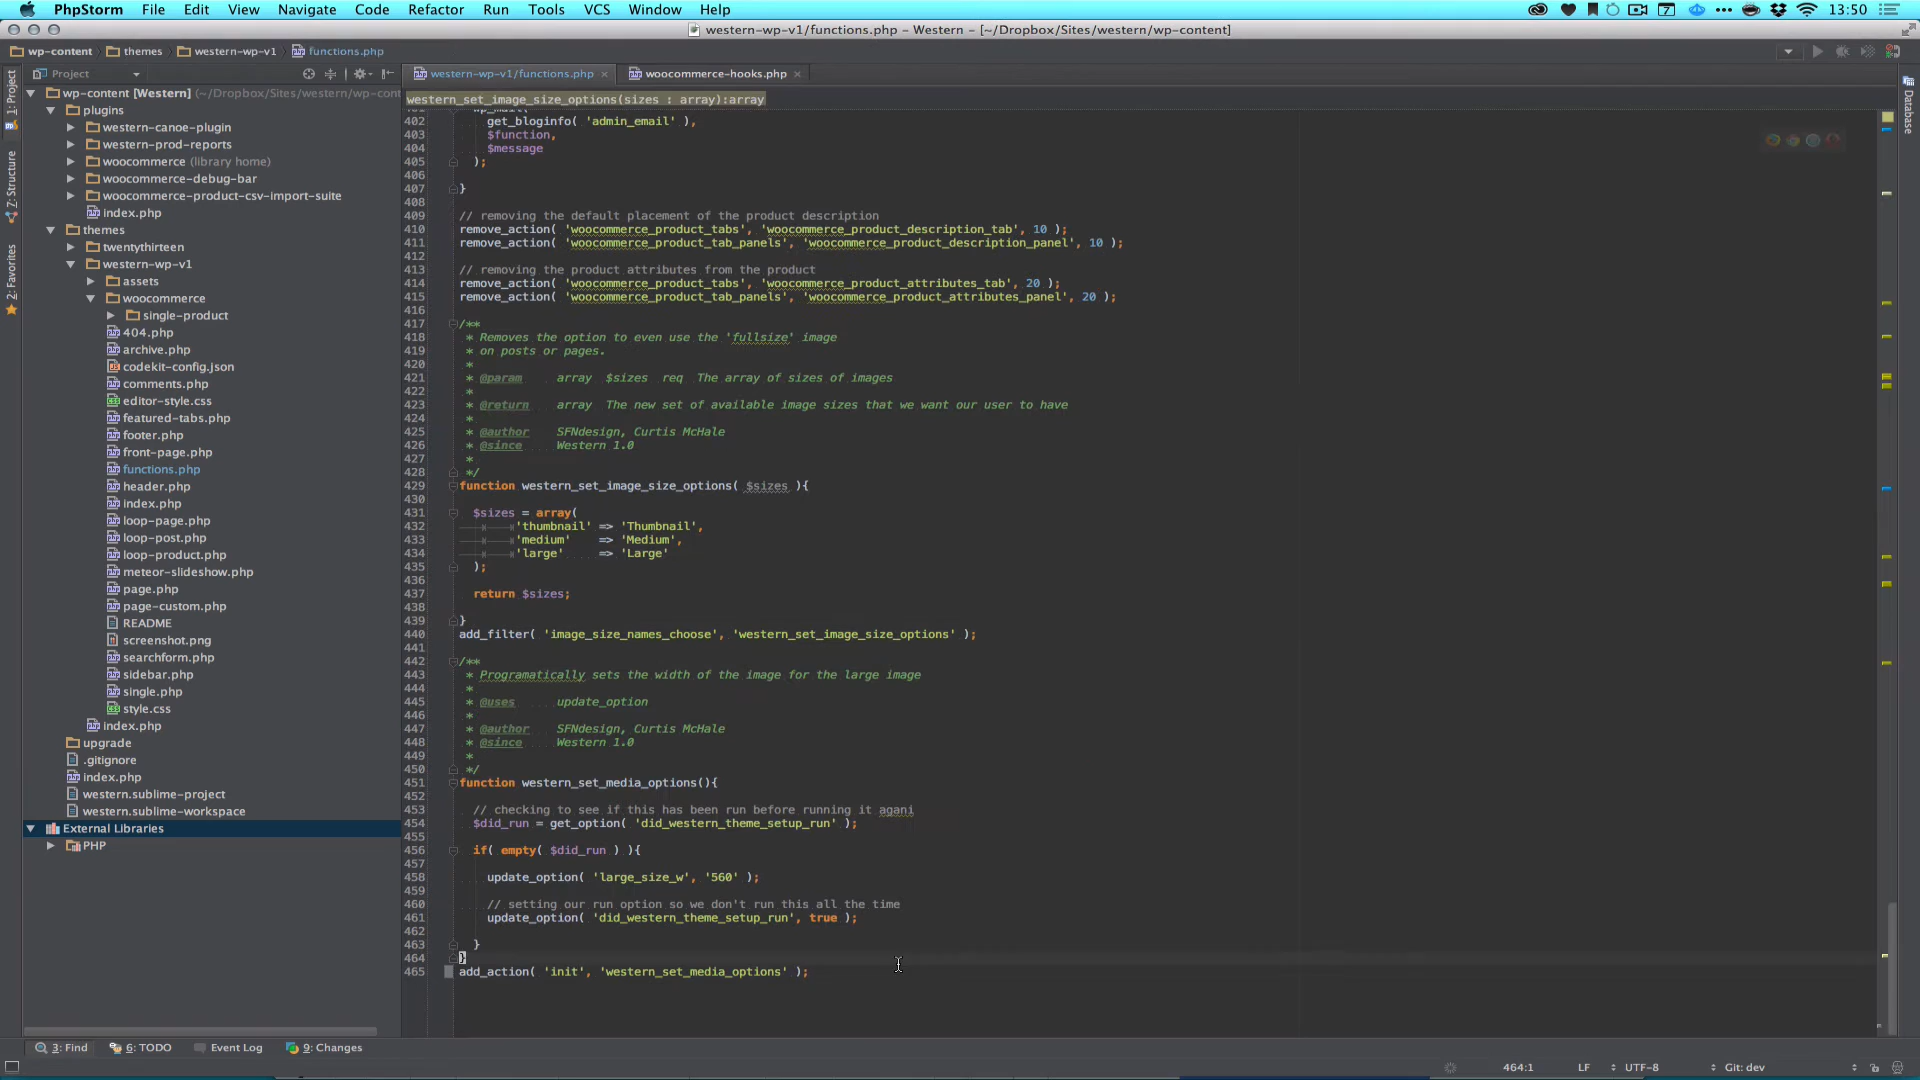 PhpStorm File Edit View Navigate Code Refactor Run Tools VCS Window Help 13:50
western-wp-v1/functions.php – Western – [~/Dropbox/Sites/western/wp-content]
wp-content themes western-wp-v1 functions.php
Project
western-wp-v1/functions.php woocommerce-hooks.php
western_set_image_size_options(sizes : array):array
1: Project
7: Structure
2: Favorites
Database
wp-content [Western] (~/Dropbox/Sites/western/wp-cont
plugins
western-canoe-plugin
western-prod-reports
woocommerce (library home)
woocommerce-debug-bar
woocommerce-product-csv-import-suite
index.php
themes
twentythirteen
western-wp-v1
assets
woocommerce
single-product
404.php
archive.php
codekit-config.json
comments.php
editor-style.css
featured-tabs.php
footer.php
front-page.php
functions.php
header.php
index.php
loop-page.php
loop-post.php
loop-product.php
meteor-slideshow.php
page.php
page-custom.php
README
screenshot.png
searchform.php
sidebar.php
single.php
style.css
index.php
upgrade
.gitignore
index.php
western.sublime-project
western.sublime-workspace
External Libraries
PHP
401 wp_mail(
402 get_bloginfo( 'admin_email' ),
403 $function,
404 $message
405 );
406
407 }
408
409 // removing the default placement of the product description
410 remove_action( 'woocommerce_product_tabs', 'woocommerce_product_description_tab', 10 );
411 remove_action( 'woocommerce_product_tab_panels', 'woocommerce_product_description_panel', 10 );
412
413 // removing the product attributes from the product
414 remove_action( 'woocommerce_product_tabs', 'woocommerce_product_attributes_tab', 20 );
415 remove_action( 'woocommerce_product_tab_panels', 'woocommerce_product_attributes_panel', 20 );
416
417 /**
418 * Removes the option to even use the 'fullsize' image
419 * on posts or pages.
420 *
421 * @param array $sizes req The array of sizes of images
422 *
423 * @return array The new set of available image sizes that we want our user to have
424 *
425 * @author SFNdesign, Curtis McHale
426 * @since Western 1.0
427 *
428 */
429 function western_set_image_size_options( $sizes ){
430
431 $sizes = array(
432 'thumbnail' => 'Thumbnail',
433 'medium' => 'Medium',
434 'large' => 'Large'
435 );
436
437 return $sizes;
438
439 }
440 add_filter( 'image_size_names_choose', 'western_set_image_size_options' );
441
442 /**
443 * Programatically sets the width of the image for the large image
444 *
445 * @uses update_option
446 *
447 * @author SFNdesign, Curtis McHale
448 * @since Western 1.0
449 *
450 */
451 function western_set_media_options(){
452
453 // checking to see if this has been run before running it agani
454 $did_run = get_option( 'did_western_theme_setup_run' );
455
456 if( empty( $did_run ) ){
457
458 update_option( 'large_size_w', '560' );
459
460 // setting our run option so we don't run this all the time
461 update_option( 'did_western_theme_setup_run', true );
462
463 }
464 }
465 add_action( 'init', 'western_set_media_options' );
3: Find 6: TODO Event Log 9: Changes
464:1 LF UTF-8 Git: dev